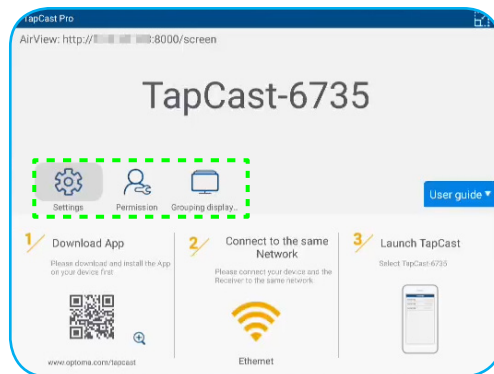 TapCast Pro
AirView: http:// :8000/screen
TapCast-6735
Settings
Permission
Grouping display...
User guide
1/ Download App
Please download and install the App
on your device first
www.optoma.com/tapcast
2/ Connect to the same
Network
Please connect your device and the
Receiver to the same network
Ethernet
3/ Launch TapCast
Select TapCast-6735